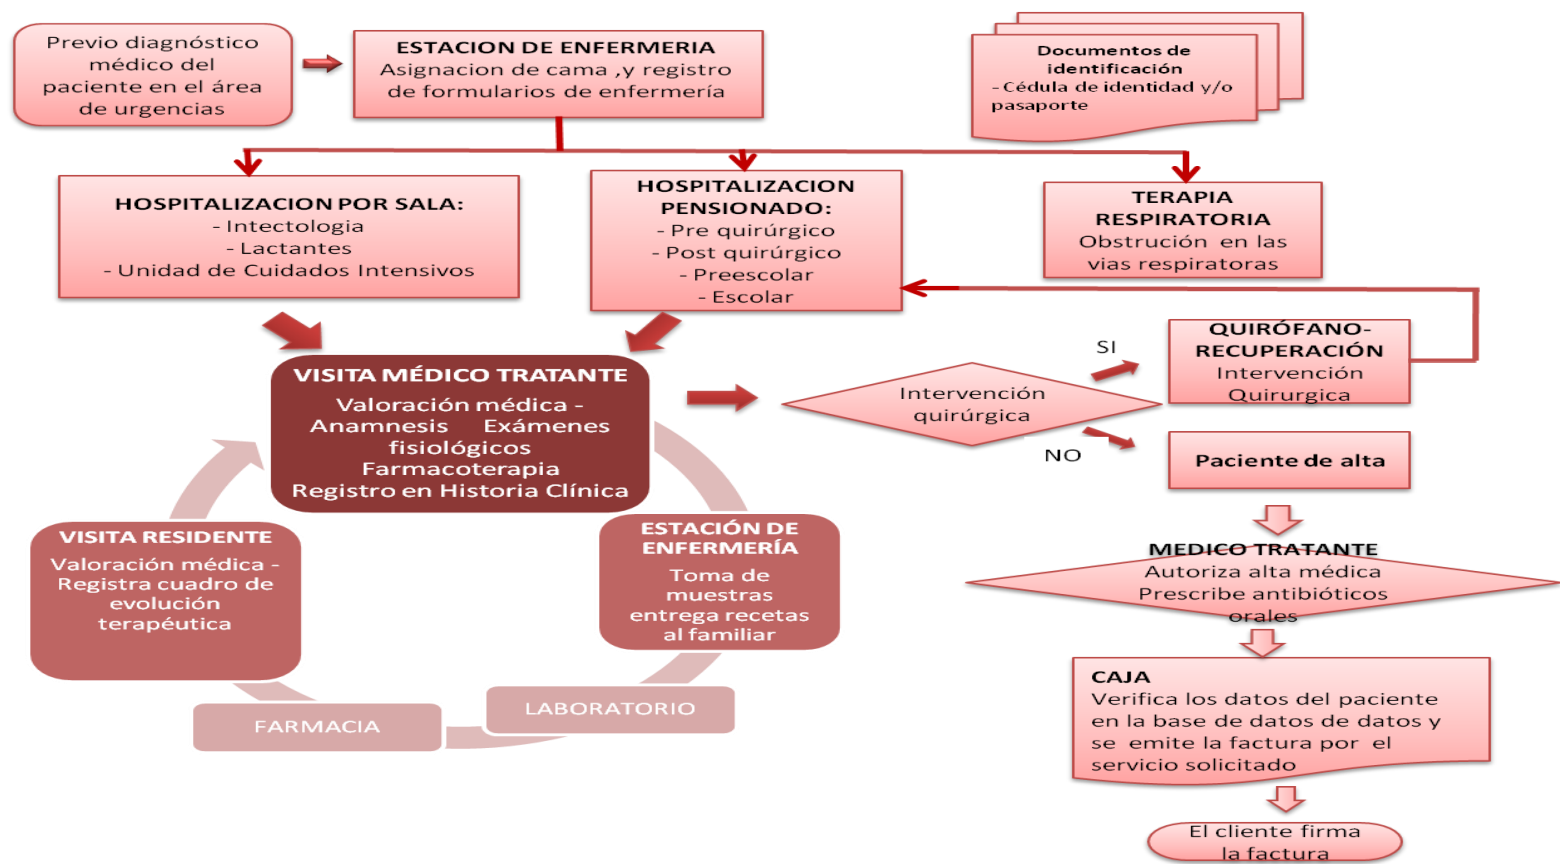 Previo diagnóstico
médico del
paciente en el área
de urgencias
ESTACION DE ENFERMERIA
Asignacion de cama ,y registro
de formularios de enfermería
Documentos de
identificación
- Cédula de identidad y/o
pasaporte
HOSPITALIZACION POR SALA:
- Intectologia
- Lactantes
- Unidad de Cuidados Intensivos
HOSPITALIZACION
PENSIONADO:
- Pre quirúrgico
- Post quirúrgico
- Preescolar
- Escolar
TERAPIA
RESPIRATORIA
Obstrución en las
vias respiratoras
VISITA MÉDICO TRATANTE
Valoración médica -
Anamnesis Exámenes
fisiológicos
Farmacoterapia
Registro en Historia Clínica
Intervención
quirúrgica
SI
QUIRÓFANO-
RECUPERACIÓN
Intervención
Quirurgica
NO
Paciente de alta
VISITA RESIDENTE
Valoración médica -
Registra cuadro de
evolución
terapéutica
ESTACIÓN DE
ENFERMERÍA
Toma de
muestras
entrega recetas
al familiar
FARMACIA
LABORATORIO
MEDICO TRATANTE
Autoriza alta médica
Prescribe antibióticos
orales
CAJA
Verifica los datos del paciente
en la base de datos de datos y
se emite la factura por el
servicio solicitado
El cliente firma
la factura